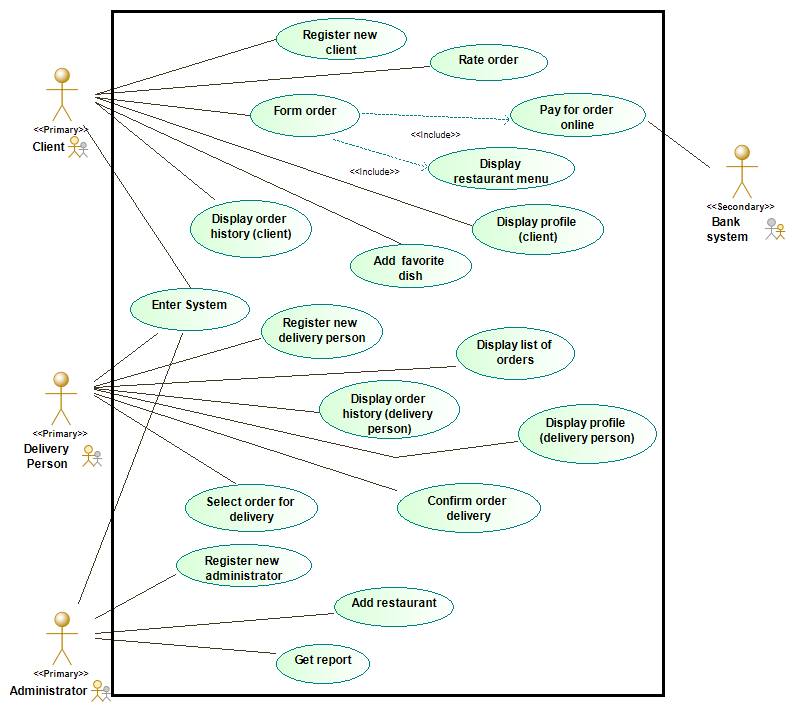 Register new
client
Rate order
Form order
Pay for order
online
<<Primary>>
Client
<<Include>>
<<Include>>
Display
restaurant menu
<<Secondary>>
Bank
system
Display order
history (client)
Display profile
(client)
Add favorite
dish
Enter System
Register new
delivery person
Display list of
orders
Display order
history (delivery
person)
Display profile
(delivery person)
<<Primary>>
Delivery
Person
Select order for
delivery
Confirm order
delivery
Register new
administrator
Add restaurant
Get report
<<Primary>>
Administrator